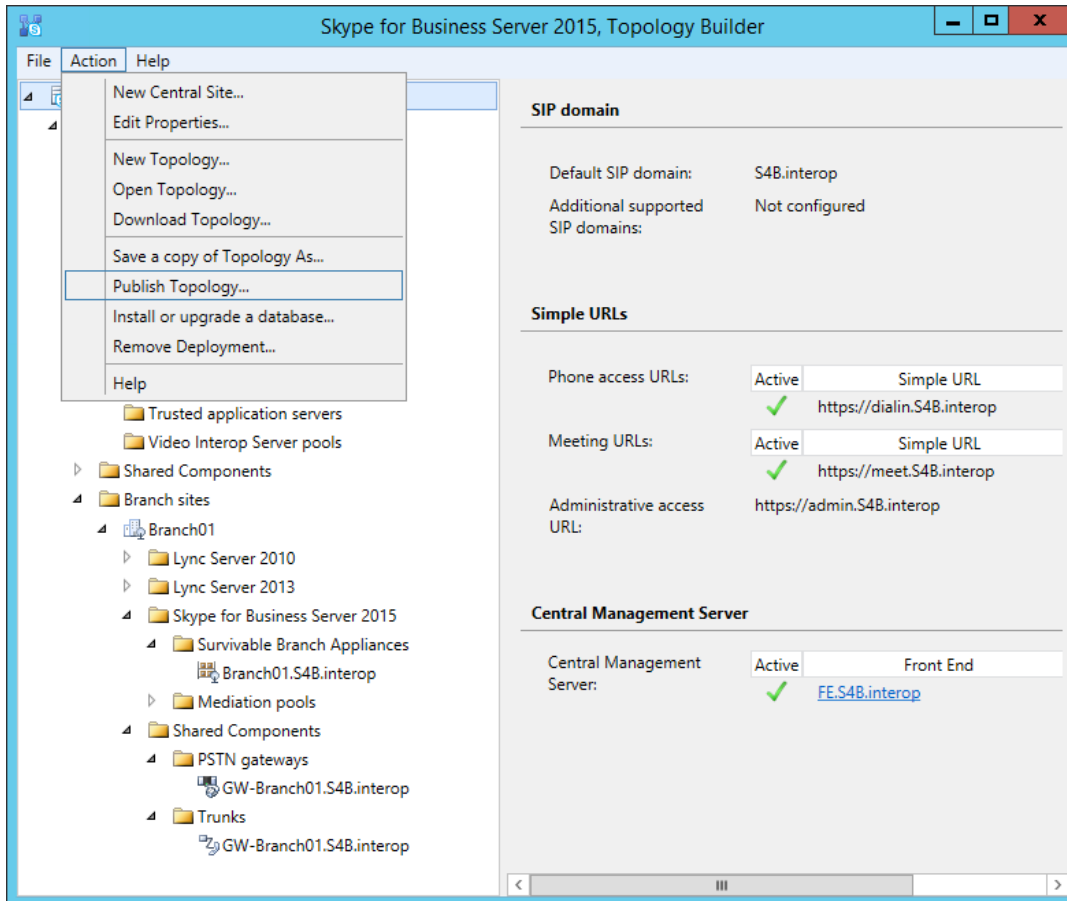 Skype for Business Server 2015, Topology Builder
File Action Help
New Central Site...
Edit Properties...
New Topology...
Open Topology...
Download Topology...
Save a copy of Topology As...
Publish Topology...
Install or upgrade a database...
Remove Deployment...
Help
Trusted application servers
Video Interop Server pools
Shared Components
Branch sites
Branch01
Lync Server 2010
Lync Server 2013
Skype for Business Server 2015
Survivable Branch Appliances
Branch01.S4B.interop
Mediation pools
Shared Components
PSTN gateways
GW-Branch01.S4B.interop
Trunks
GW-Branch01.S4B.interop
SIP domain
Default SIP domain: S4B.interop
Additional supported Not configured
SIP domains:
Simple URLs
Phone access URLs: Active Simple URL
https://dialin.S4B.interop
Meeting URLs: Active Simple URL
https://meet.S4B.interop
Administrative access https://admin.S4B.interop
URL:
Central Management Server
Central Management Active Front End
Server: FE.S4B.interop